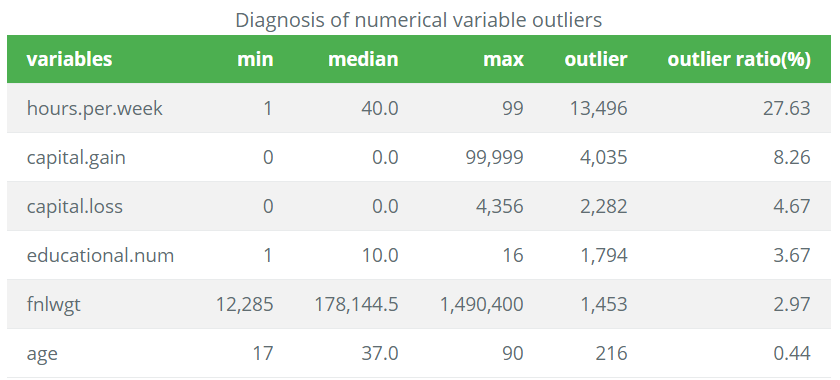 Diagnosis of numerical variable outliers
variables min median max outlier outlier ratio(%)
hours.per.week 1 40.0 99 13,496 27.63
capital.gain 0 0.0 99,999 4,035 8.26
capital.loss 0 0.0 4,356 2,282 4.67
educational.num 1 10.0 16 1,794 3.67
fnlwgt 12,285 178,144.5 1,490,400 1,453 2.97
age 17 37.0 90 216 0.44